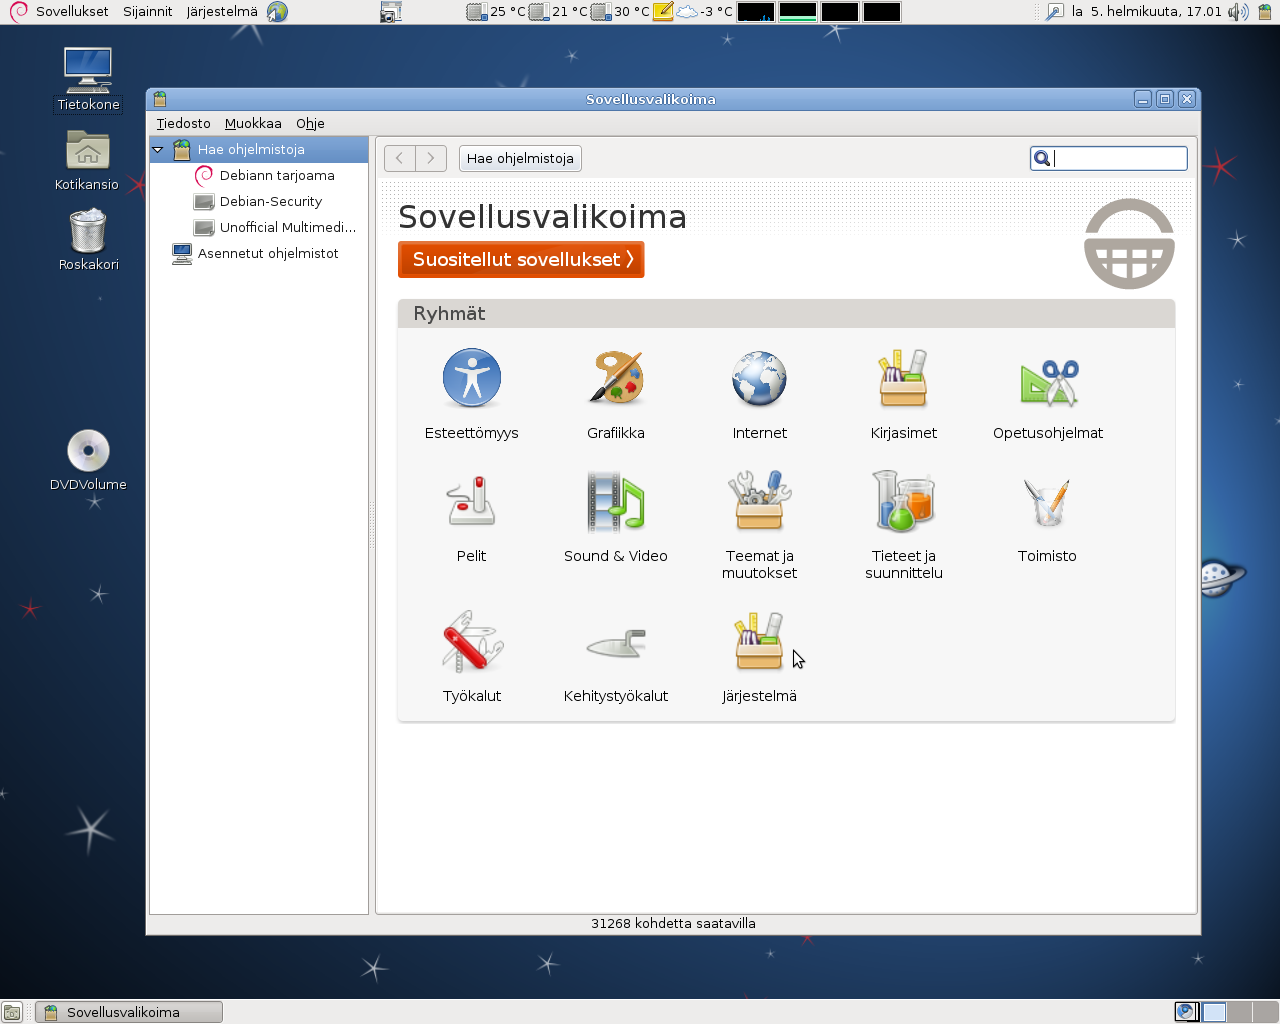 Sovellukset Sijainnit Järjestelmä 25 °C 21 °C 30 °C -3 °C la 5. helmikuuta, 17.01
Tietokone
Kotikansio
Roskakori
DVDVolume
Sovellusvalikoima
Tiedosto Muokkaa Ohje
Hae ohjelmistoja
Debiann tarjoama
Debian-Security
Unofficial Multimedi...
Asennetut ohjelmistot
Hae ohjelmistoja
Sovellusvalikoima
Suositellut sovellukset
Ryhmät
Esteettömyys Grafiikka Internet Kirjasimet Opetusohjelmat
Pelit Sound & Video Teemat ja muutokset Tieteet ja suunnittelu Toimisto
Työkalut Kehitystyökalut Järjestelmä
31268 kohdetta saatavilla
Sovellusvalikoima